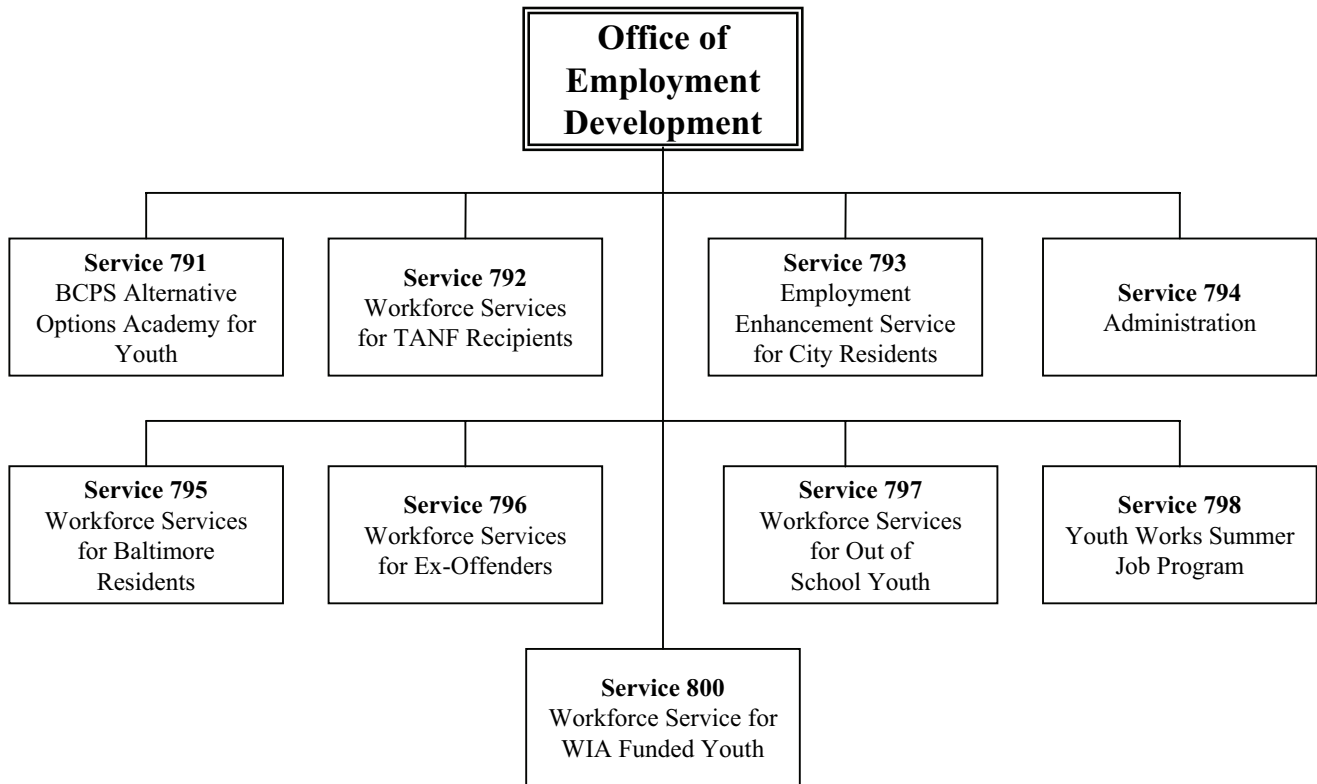 Office of
Employment
Development
Service 791
BCPS Alternative
Options Academy for
Youth
Service 792
Workforce Services
for TANF Recipients
Service 793
Employment
Enhancement Service
for City Residents
Service 794
Administration
Service 795
Workforce Services
for Baltimore
Residents
Service 796
Workforce Services
for Ex-Offenders
Service 797
Workforce Services
for Out of
School Youth
Service 798
Youth Works Summer
Job Program
Service 800
Workforce Service for
WIA Funded Youth